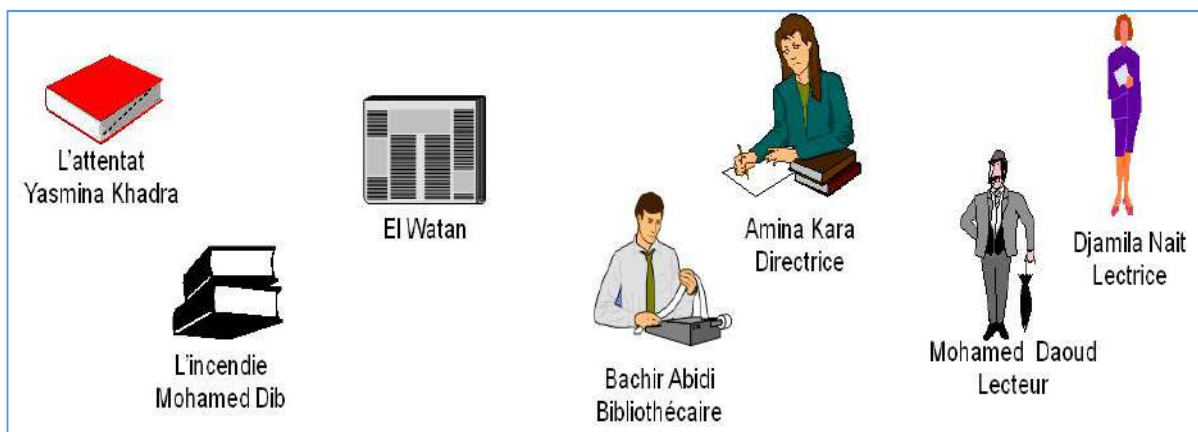 L'attentat
Yasmina Khadra
L'incendie
Mohamed Dib
El Watan
Bachir Abidi
Bibliothécaire
Amina Kara
Directrice
Mohamed Daoud
Lecteur
Djamila Nait
Lectrice